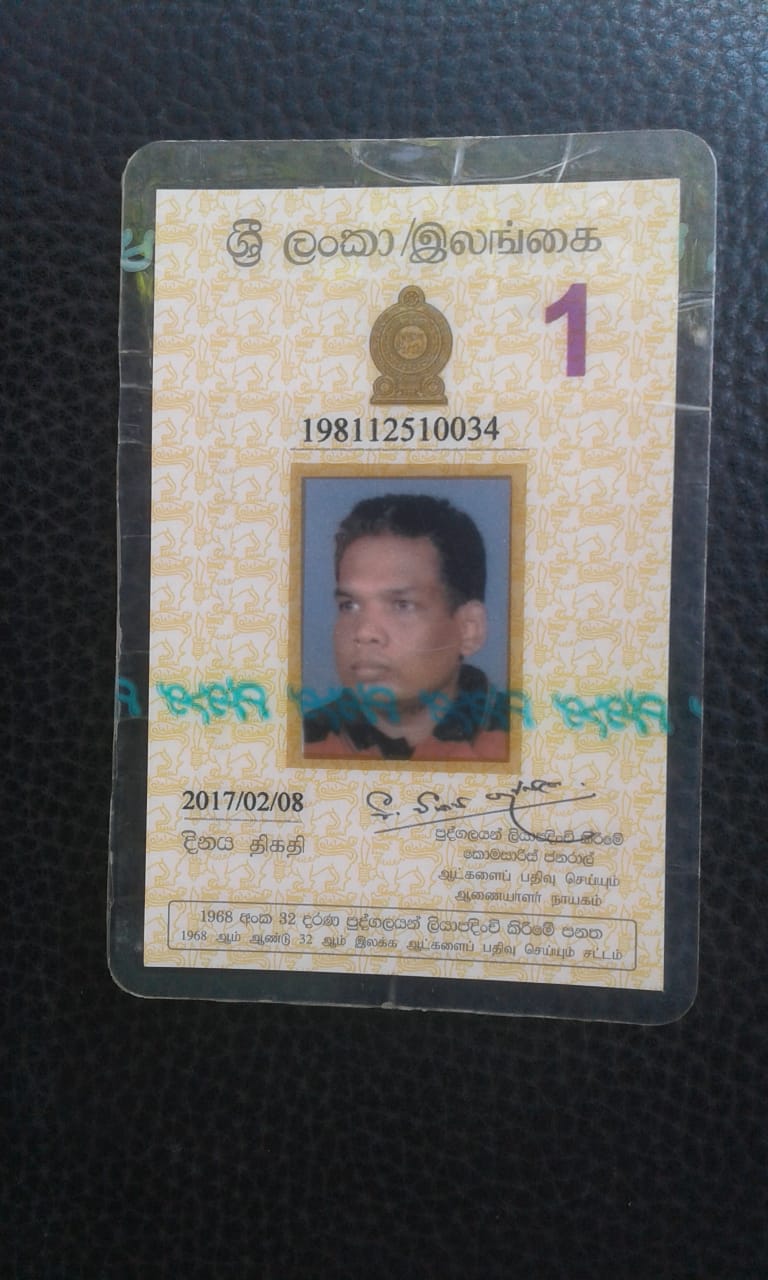 ශ්‍රී ලංකා/இலங்கை
1
198112510034
2017/02/08
දිනය திகதி
පුද්ගලයන් ලියාපදිංචි කිරීමේ
කොමසාරිස් ජනරාල්
ஆட்களைப் பதிவு செய்யும்
ஆணையாளர் நாயகம்
1968 අංක 32 දරණ පුද්ගලයන් ලියාපදිංචි කිරීමේ පනත
1968 ஆம் ஆண்டு 32 ஆம் இலக்க ஆட்களைப் பதிவு செய்யும் சட்டம்